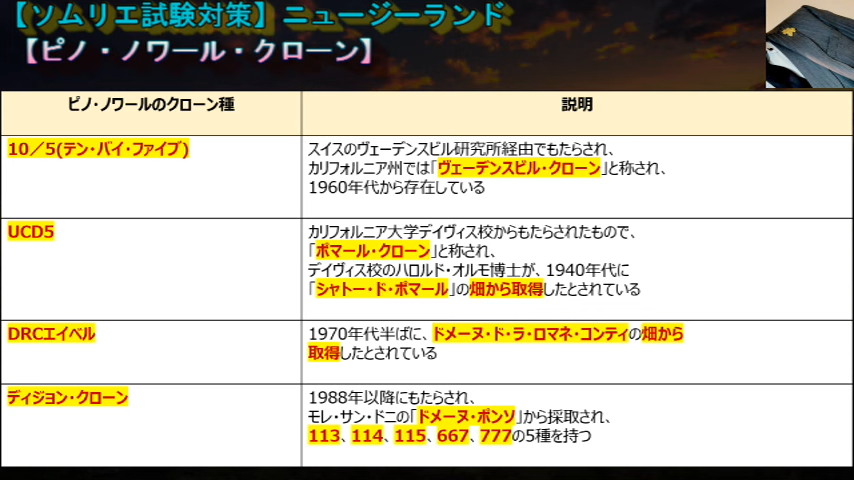 【ソムリエ試験対策】ニュージーランド
【ピノ・ノワール・クローン】
ピノ・ノワールのクローン種
説明
10／5(テン・バイ・ファイブ)
スイスのヴェーデンスビル研究所経由でもたらされ、
カリフォルニア州では「ヴェーデンスビル・クローン」と称され、
1960年代から存在している
UCD5
カリフォルニア大学デイヴィス校からもたらされたもので、
「ポマール・クローン」と称され、
デイヴィス校のハロルド・オルモ博士が、1940年代に
「シャトー・ド・ポマール」の畑から取得したとされている
DRCエイベル
1970年代半ばに、ドメーヌ・ド・ラ・ロマネ・コンティの畑から
取得したとされている
ディジョン・クローン
1988年以降にもたらされ、
モレ・サン・ドニの「ドメーヌ・ポンソ」から採取され、
113、114、115、667、777の5種を持つ